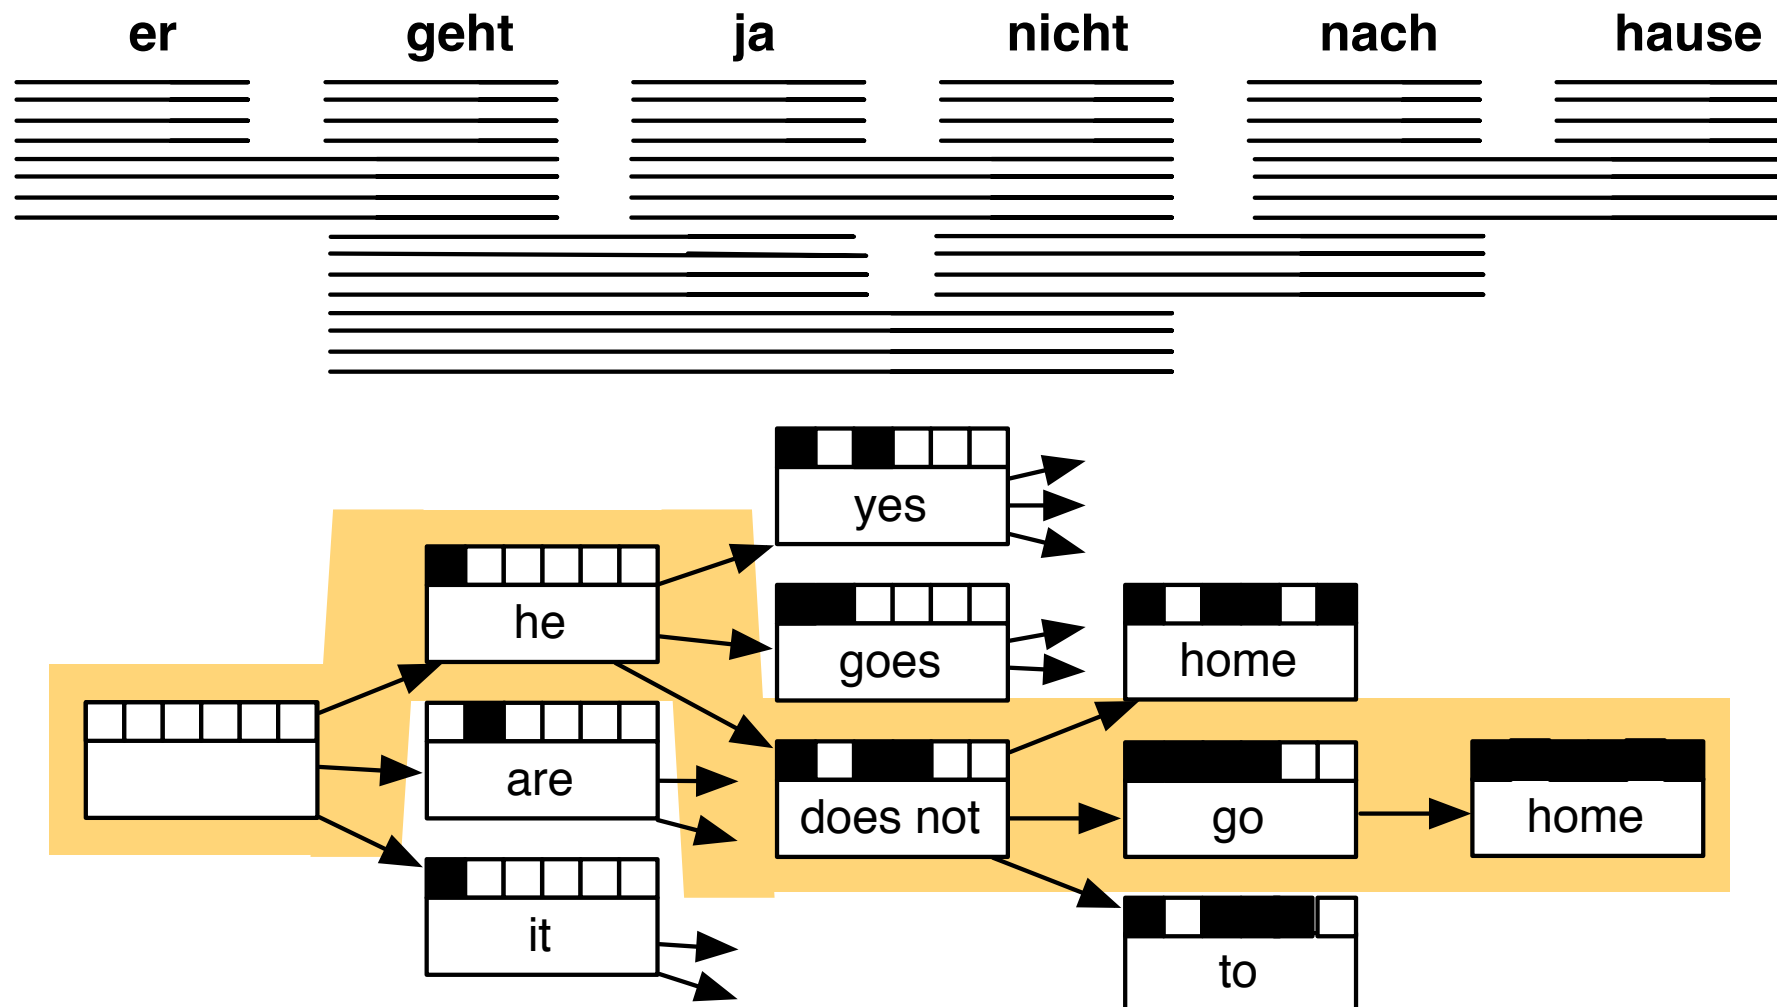 er geht ja nicht nach hause
yes
he
goes
home
are
does not
go
home
it
to